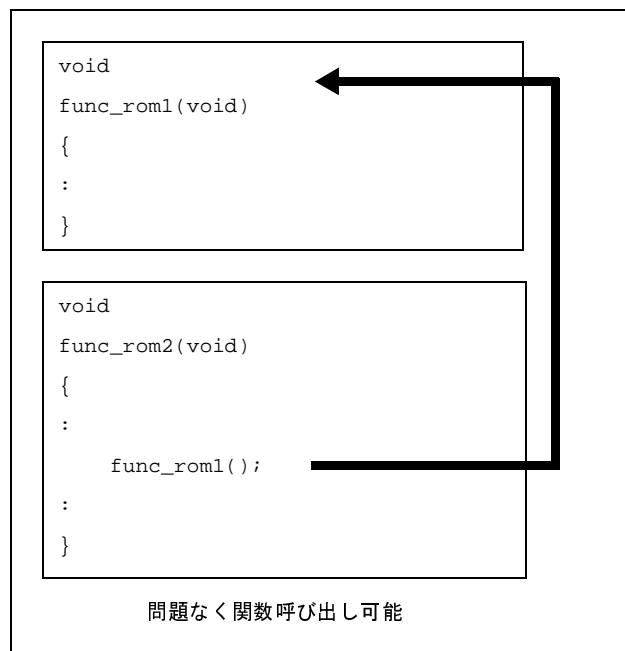 void
func_rom1(void)
{
:
}
void
func_rom2(void)
{
:
func_rom1();
:
}
問題なく関数呼び出し可能